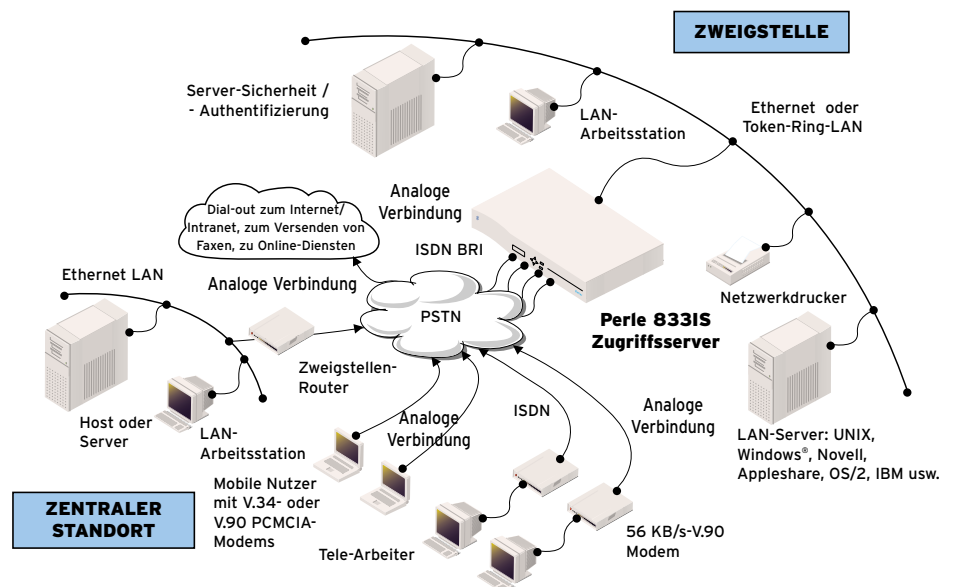 ZWEIGSTELLE
Server-Sicherheit /
- Authentifizierung
LAN-
Arbeitsstation
Ethernet oder
Token-Ring-LAN
Analoge
Verbindung
Dial-out zum Internet/
Intranet, zum Versenden von
Faxen, zu Online-Diensten
ISDN BRI
Ethernet LAN
Analoge Verbindung
PSTN
Netzwerkdrucker
Perle 833IS
Zugriffsserver
Zweigstellen-
Router
Host oder
Server
LAN-
Arbeitsstation
Analoge
Verbindung
ISDN
Analoge
Verbindung
LAN-Server: UNIX,
Windows®, Novell,
Appleshare, OS/2, IBM usw.
Mobile Nutzer
mit V.34- oder
V.90 PCMCIA-
Modems
ZENTRALER
STANDORT
Tele-Arbeiter
56 KB/s-V.90
Modem